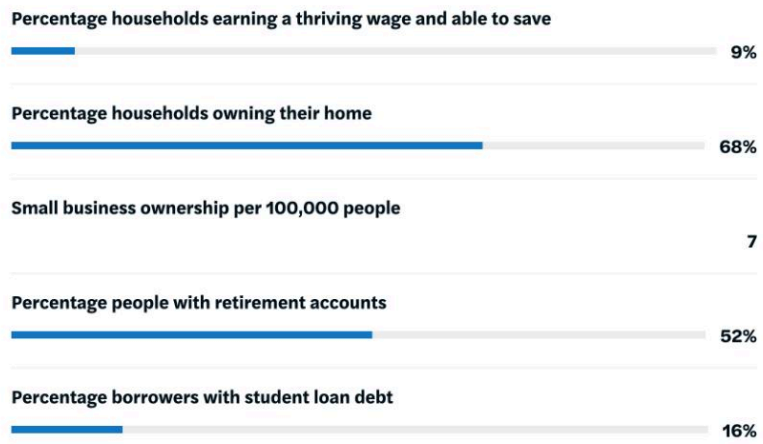 Percentage households earning a thriving wage and able to save
9%
Percentage households owning their home
68%
Small business ownership per 100,000 people
7
Percentage people with retirement accounts
52%
Percentage borrowers with student loan debt
16%